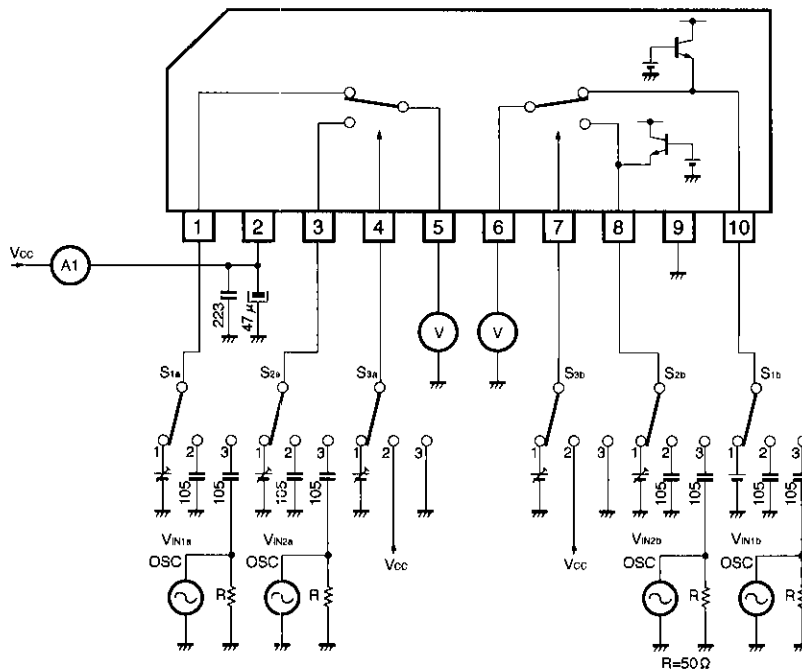 1 2 3 4 5 6 7 8 9 10
Vcc A1
223
47μ
V V
S1a S2a S3a S3b S2b S1b
1 2 3 1 2 3 1 2 3 1 2 3 1 2 3 1 2 3
105 105 105 105 105 105 105 105
VIN1a VIN2a VIN2b VIN1b
OSC OSC Vcc Vcc OSC OSC
R R R R
R=50Ω